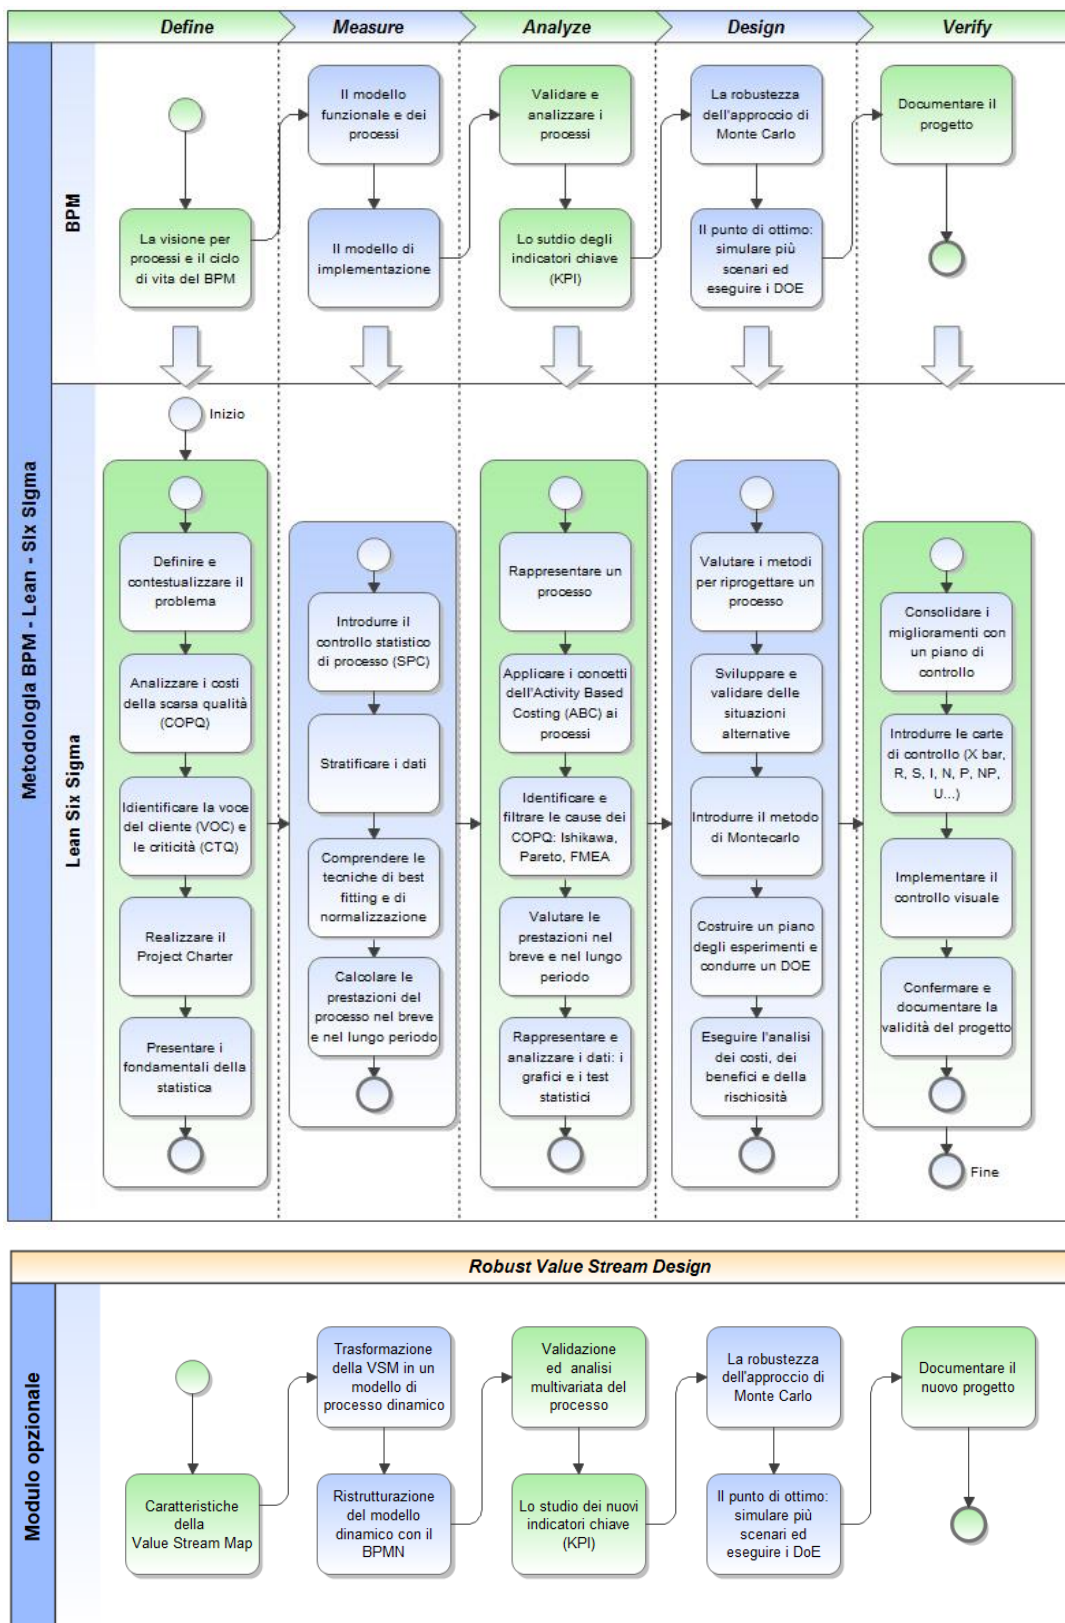 Define
Measure
Analyze
Design
Verify
Metodologia BPM - Lean - Six Sigma
BPM
La visione per
processi e il ciclo
di vita del BPM
Il modello
funzionale e dei
processi
Il modello di
implementazione
Validare e
analizzare i
processi
Lo sutdio degli
indicatori chiave
(KPI)
La robustezza
dell'approccio di
Monte Carlo
Il punto di ottimo:
simulare più
scenari ed
eseguire i DOE
Documentare il
progetto
Lean Six Sigma
Inizio
Definire e
contestualizzare il
problema
Analizzare i costi
della scarsa qualità
(COPQ)
Idientificare la voce
del cliente (VOC) e
le criticità (CTQ)
Realizzare il
Project Charter
Presentare i
fondamentali della
statistica
Introdurre il
controllo statistico
di processo (SPC)
Stratificare i dati
Comprendere le
tecniche di best
fitting e di
normalizzazione
Calcolare le
prestazioni del
processo nel breve
e nel lungo periodo
Rappresentare un
processo
Applicare i concetti
dell'Activity Based
Costing (ABC) ai
processi
Identificare e
filtrare le cause dei
COPQ: Ishikawa,
Pareto, FMEA
Valutare le
prestazioni nel
breve e nel lungo
periodo
Rappresentare e
analizzare i dati: i
grafici e i test
statistici
Valutare i metodi
per riprogettare un
processo
Sviluppare e
validare delle
situazioni
alternative
Introdurre il metodo
di Montecarlo
Costruire un piano
degli esperimenti e
condurre un DOE
Eseguire l'analisi
dei costi, dei
benefici e della
rischiosità
Consolidare i
miglioramenti con
un piano di
controllo
Introdurre le carte
di controllo (X bar,
R, S, I, N, P, NP,
U...)
Implementare il
controllo visuale
Confermare e
documentare la
validità del progetto
Fine
Robust Value Stream Design
Modulo opzionale
Caratteristiche
della
Value Stream Map
Trasformazione
della VSM in un
modello di
processo dinamico
Ristrutturazione
del modello
dinamico con il
BPMN
Validazione
ed analisi
multivariata del
processo
Lo studio dei nuovi
indicatori chiave
(KPI)
La robustezza
dell'approccio di
Monte Carlo
Il punto di ottimo:
simulare più
scenari ed
eseguire i DoE
Documentare il
nuovo progetto